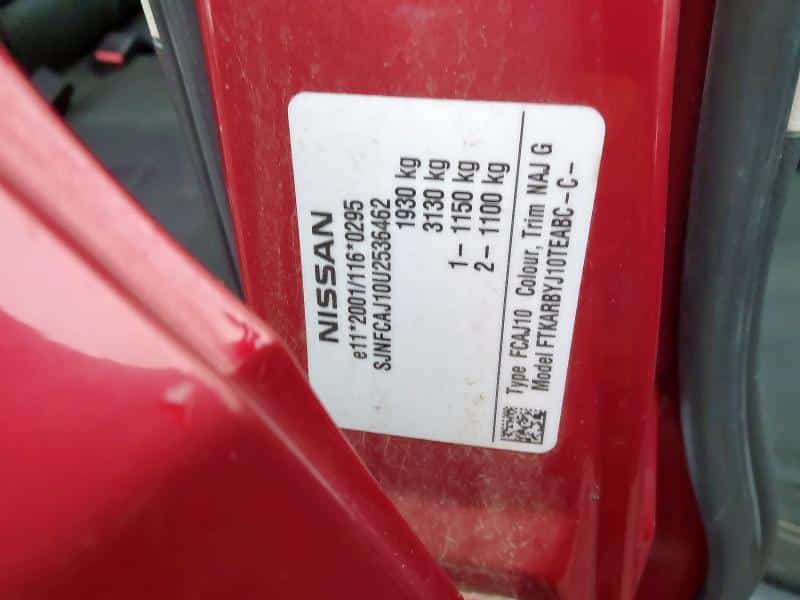 NISSAN
e11*2001/116*0295
SJNFCAJ10U2536462
1930 kg
3130 kg
1- 1150 kg
2- 1100 kg
Type FCAJ10 Colour, Trim NAJ G
Model FTKARBYJ10TEABC-C-